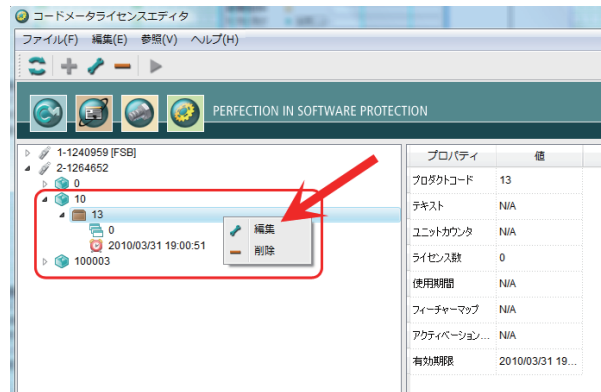 コードメータライセンスエディタ
ファイル(F) 編集(E) 参照(V) ヘルプ(H)
PERFECTION IN SOFTWARE PROTECTION
1-1240959 [FSB]
2-1264652
0
10
13
0
2010/03/31 19:00:51
100003
編集
削除
プロパティ 値
プロダクトコード 13
テキスト N/A
ユニットカウンタ N/A
ライセンス数 0
使用期間 N/A
フィーチャーマップ N/A
アクティベーション... N/A
有効期限 2010/03/31 19...